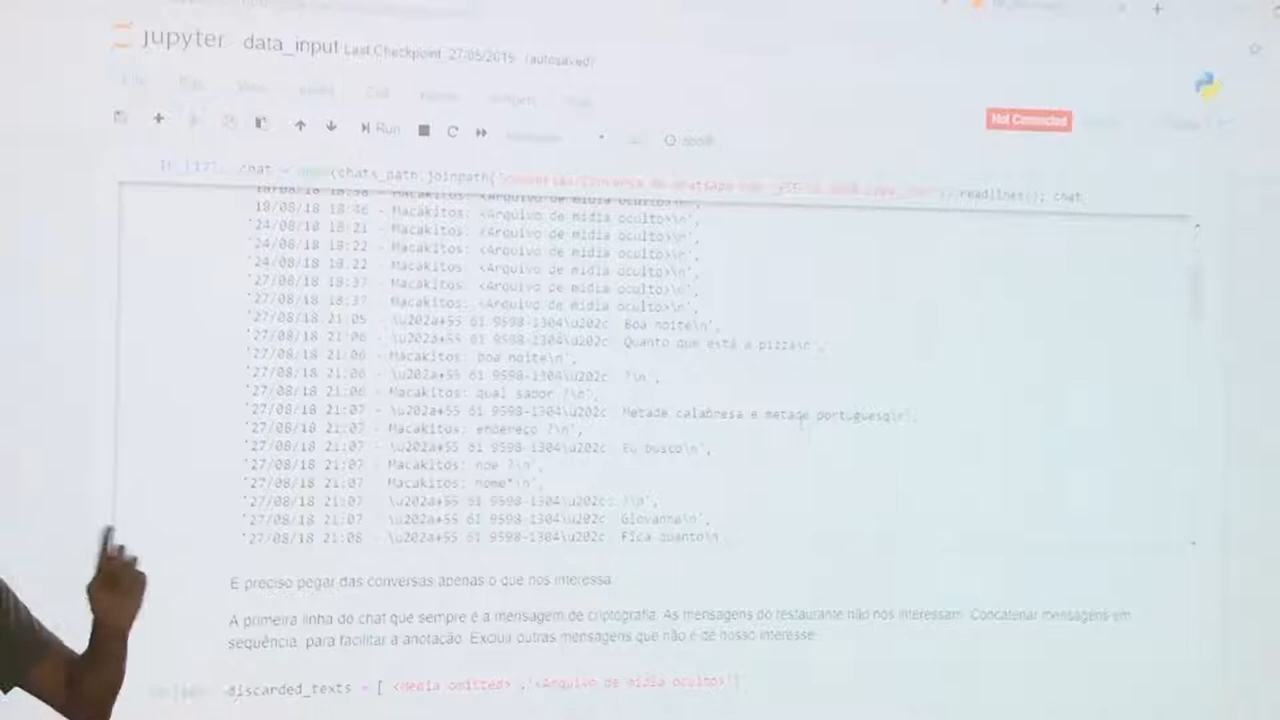 jupyter data_input Last Checkpoint 27/05/2019 (autosaved)
Run
Not Connected
chat = (chats_path.joinpath( .readlines(); chat
18/08/18 18:46 - Macakitos: <Arquivo de mídia oculto>\n',
'24/08/18 18:21 - Macakitos: <Arquivo de mídia oculto>\n',
'24/08/18 18:22 - Macakitos: <Arquivo de mídia oculto>\n',
'24/08/18 18:22 - Macakitos: <Arquivo de mídia oculto>\n',
'27/08/18 18:37 - Macakitos: <Arquivo de mídia oculto>\n',
'27/08/18 18:37 - Macakitos: <Arquivo de mídia oculto>\n',
'27/08/18 21:05 - \u202a+55 61 9598-1304\u202c: Boa noite\n',
'27/08/18 21:06 - \u202a+55 61 9598-1304\u202c: Quanto que está a pizza\n',
'27/08/18 21:06 - Macakitos: boa noite\n',
'27/08/18 21:06 - \u202a+55 61 9598-1304\u202c: ?\n',
'27/08/18 21:06 - Macakitos: qual sabor ?\n',
'27/08/18 21:07 - \u202a+55 61 9598-1304\u202c: Metade calabresa e metade portuguesa\n',
'27/08/18 21:07 - Macakitos: endereço ?\n',
'27/08/18 21:07 - \u202a+55 61 9598-1304\u202c: Eu busco\n',
'27/08/18 21:07 - Macakitos: noe ?\n',
'27/08/18 21:07 - Macakitos: nome*\n',
'27/08/18 21:07 - \u202a+55 61 9598-1304\u202c: ?\n',
'27/08/18 21:07 - \u202a+55 61 9598-1304\u202c: Giovanna\n',
'27/08/18 21:08 - \u202a+55 61 9598-1304\u202c: Fica quanto\n
É preciso pegar das conversas apenas o que nos interessa.
A primeira linha do chat que sempre é a mensagem de criptografia. As mensagens do restaurante não nos interessam. Concatenar mensagens em
sequência, para facilitar a anotação. Exclua outras mensagens que não é de nosso interesse
discarded_texts = [ '<Media omitted>','<Arquivo de mídia oculto>']